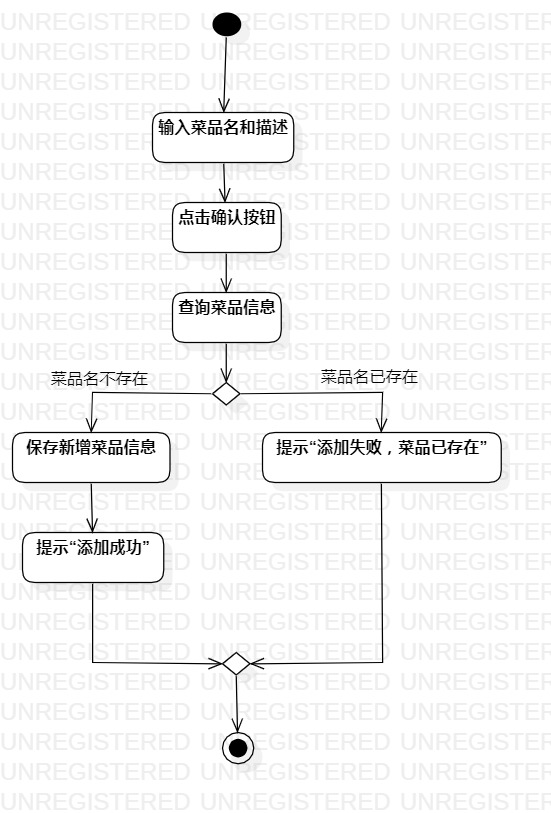 输入菜品名和描述
点击确认按钮
查询菜品信息
菜品名不存在
菜品名已存在
保存新增菜品信息
提示“添加失败，菜品已存在”
提示“添加成功”
UNREGISTERED